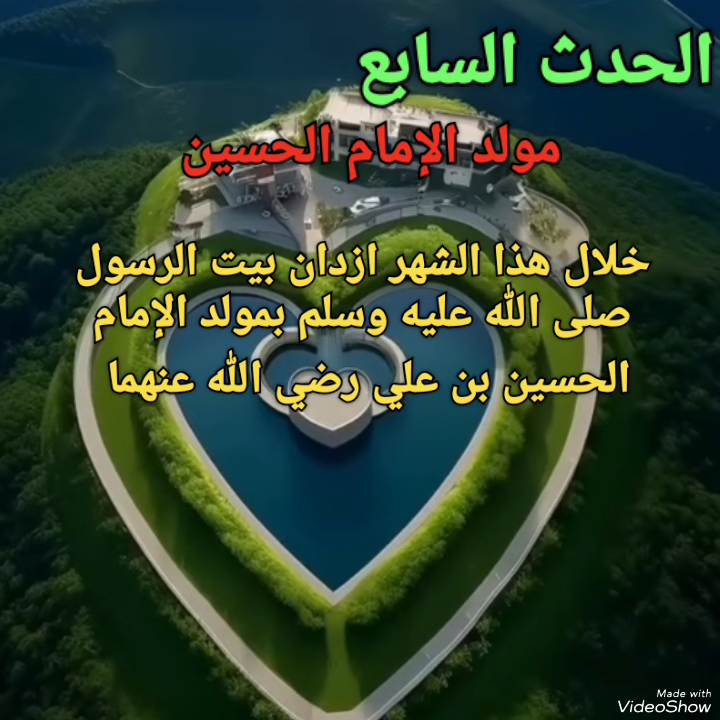 الحدث السابع
مولد الإمام الحسين
خلال هذا الشهر ازدان بيت الرسول
صلى الله عليه وسلم بمولد الإمام
الحسين بن علي رضي الله عنهما
Made with
VideoShow